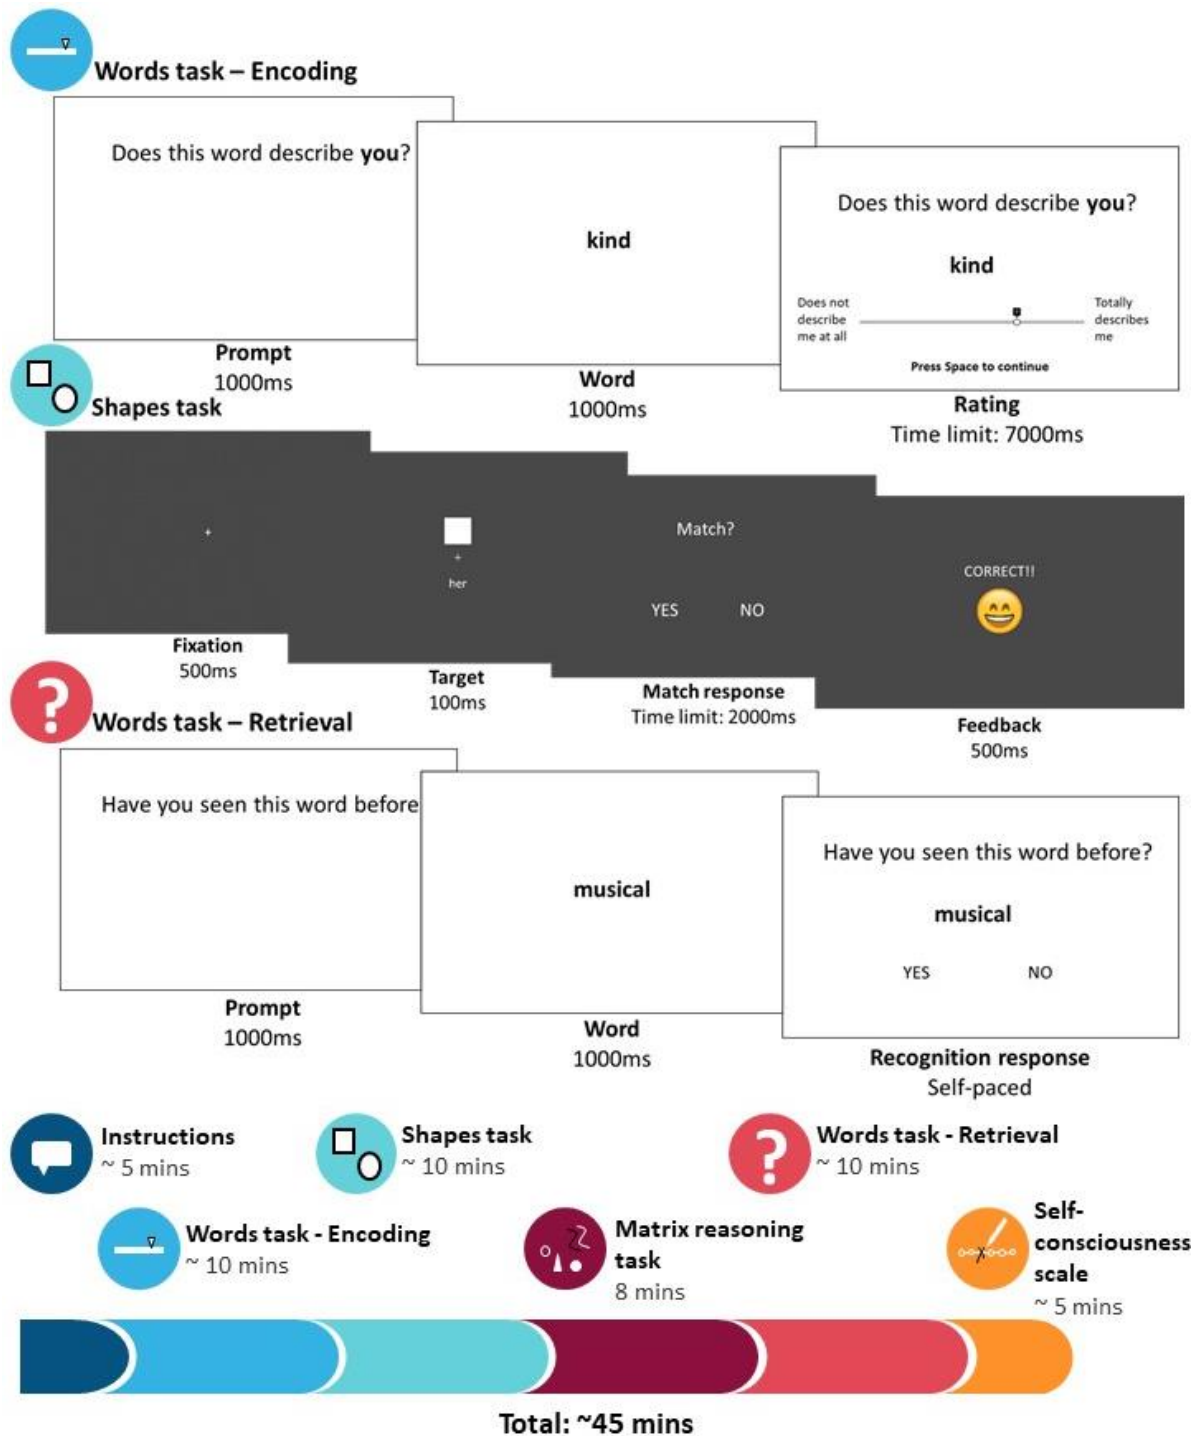 Words task – Encoding
Does this word describe you?
Prompt
1000ms
kind
Word
1000ms
Does this word describe you?
kind
Does not
describe
me at all
Totally
describes
me
Press Space to continue
Rating
Time limit: 7000ms
Shapes task
+
Fixation
500ms
+
her
Target
100ms
Match?
YES NO
Match response
Time limit: 2000ms
CORRECT!!
Feedback
500ms
?
Words task – Retrieval
Have you seen this word before
Prompt
1000ms
musical
Word
1000ms
Have you seen this word before?
musical
YES NO
Recognition response
Self-paced
Instructions
~ 5 mins
Shapes task
~ 10 mins
?
Words task - Retrieval
~ 10 mins
Words task - Encoding
~ 10 mins
Matrix reasoning
task
8 mins
Self-
consciousness
scale
~ 5 mins
Total: ~45 mins